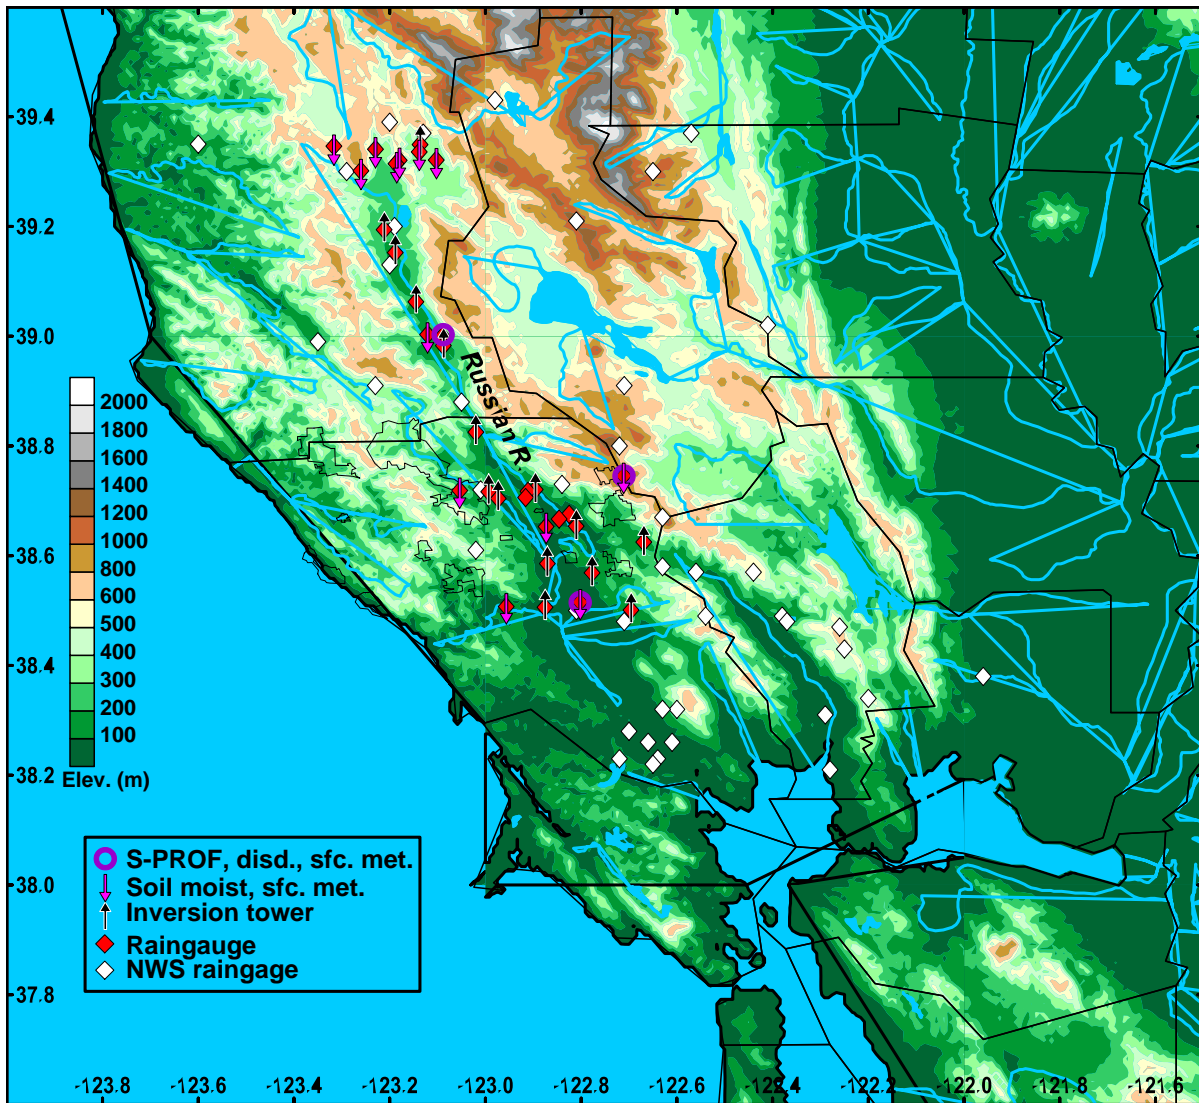 39.4
39.2
39.0
38.8
38.6
38.4
38.2
38.0
37.8
Russian R
2000
1800
1600
1400
1200
1000
800
600
500
400
300
200
100
Elev. (m)
S-PROF, disd., sfc. met.
Soil moist, sfc. met.
Inversion tower
Raingauge
NWS raingage
-123.8 -123.6 -123.4 -123.2 -123.0 -122.8 -122.6 -122.4 -122.2 -122.0 -121.8 -121.6